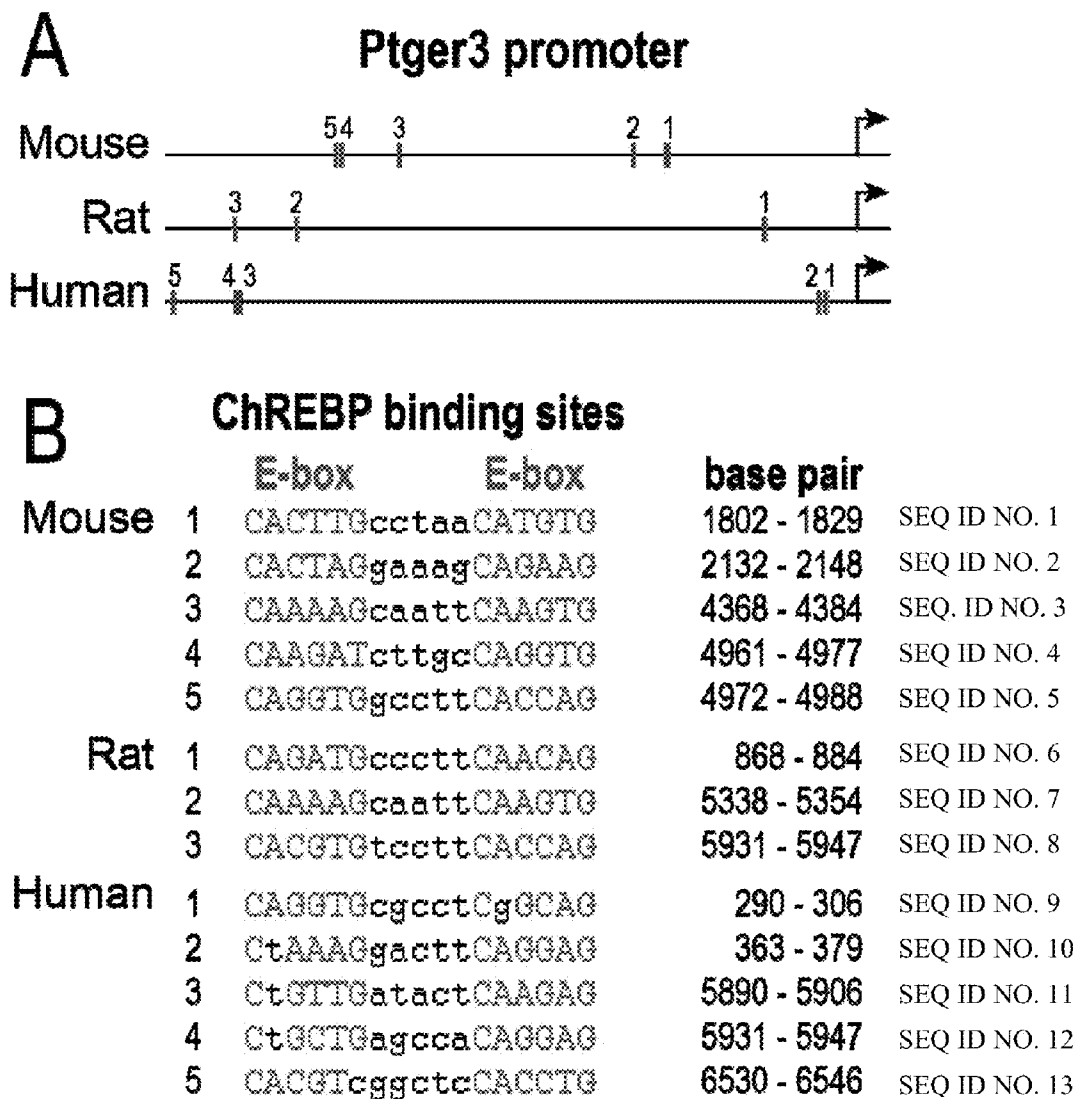 A
Ptger3 promoter
Mouse 54 3 2 1
Rat 3 2 1
Human 5 4 3 21
B
ChREBP binding sites
E-box E-box base pair
Mouse 1 CACTTGcctaaCATGTG 1802 - 1829 SEQ ID NO. 1
2 CACTAGgaaagCAGAAG 2132 - 2148 SEQ ID NO. 2
3 CAAAAGcaattCAAGTG 4368 - 4384 SEQ. ID NO. 3
4 CAAGATcttgcCAGGTG 4961 - 4977 SEQ ID NO. 4
5 CAGGTGgccttCACCAG 4972 - 4988 SEQ ID NO. 5
Rat 1 CAGATGcccttCAACAG 868 - 884 SEQ ID NO. 6
2 CAAAAGcaattCAAGTG 5338 - 5354 SEQ ID NO. 7
3 CACGTGtccttCACCAG 5931 - 5947 SEQ ID NO. 8
Human 1 CAGGTGcgcctCgGCAG 290 - 306 SEQ ID NO. 9
2 CtAAAGgacttCAGGAG 363 - 379 SEQ ID NO. 10
3 CtGTTGatactCAAGAG 5890 - 5906 SEQ ID NO. 11
4 CtGCTGagccaCAGGAG 5931 - 5947 SEQ ID NO. 12
5 CACGTcggctcCACCTG 6530 - 6546 SEQ ID NO. 13